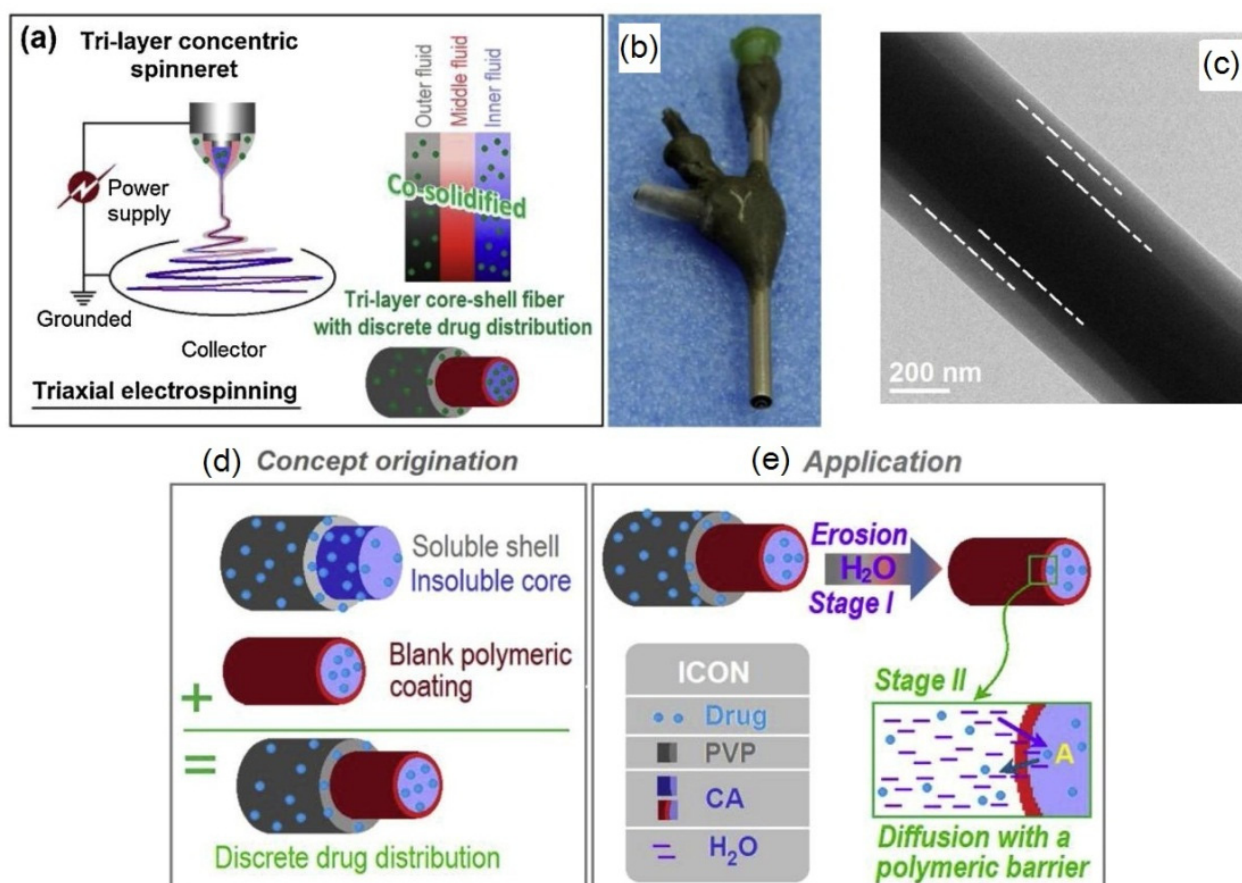 (a)
Tri-layer concentric
spinneret
Outer fluid
Middle fluid
Inner fluid
Co-solidified
Power
supply
Grounded
Collector
Tri-layer core-shell fiber
with discrete drug distribution
Triaxial electrospinning
(b)
(c)
200 nm
(d) Concept origination
Soluble shell
Insoluble core
+
Blank polymeric
coating
=
Discrete drug distribution
(e) Application
Erosion
H₂O
Stage I
ICON
Drug
PVP
CA
H₂O
Stage II
A
Diffusion with a
polymeric barrier